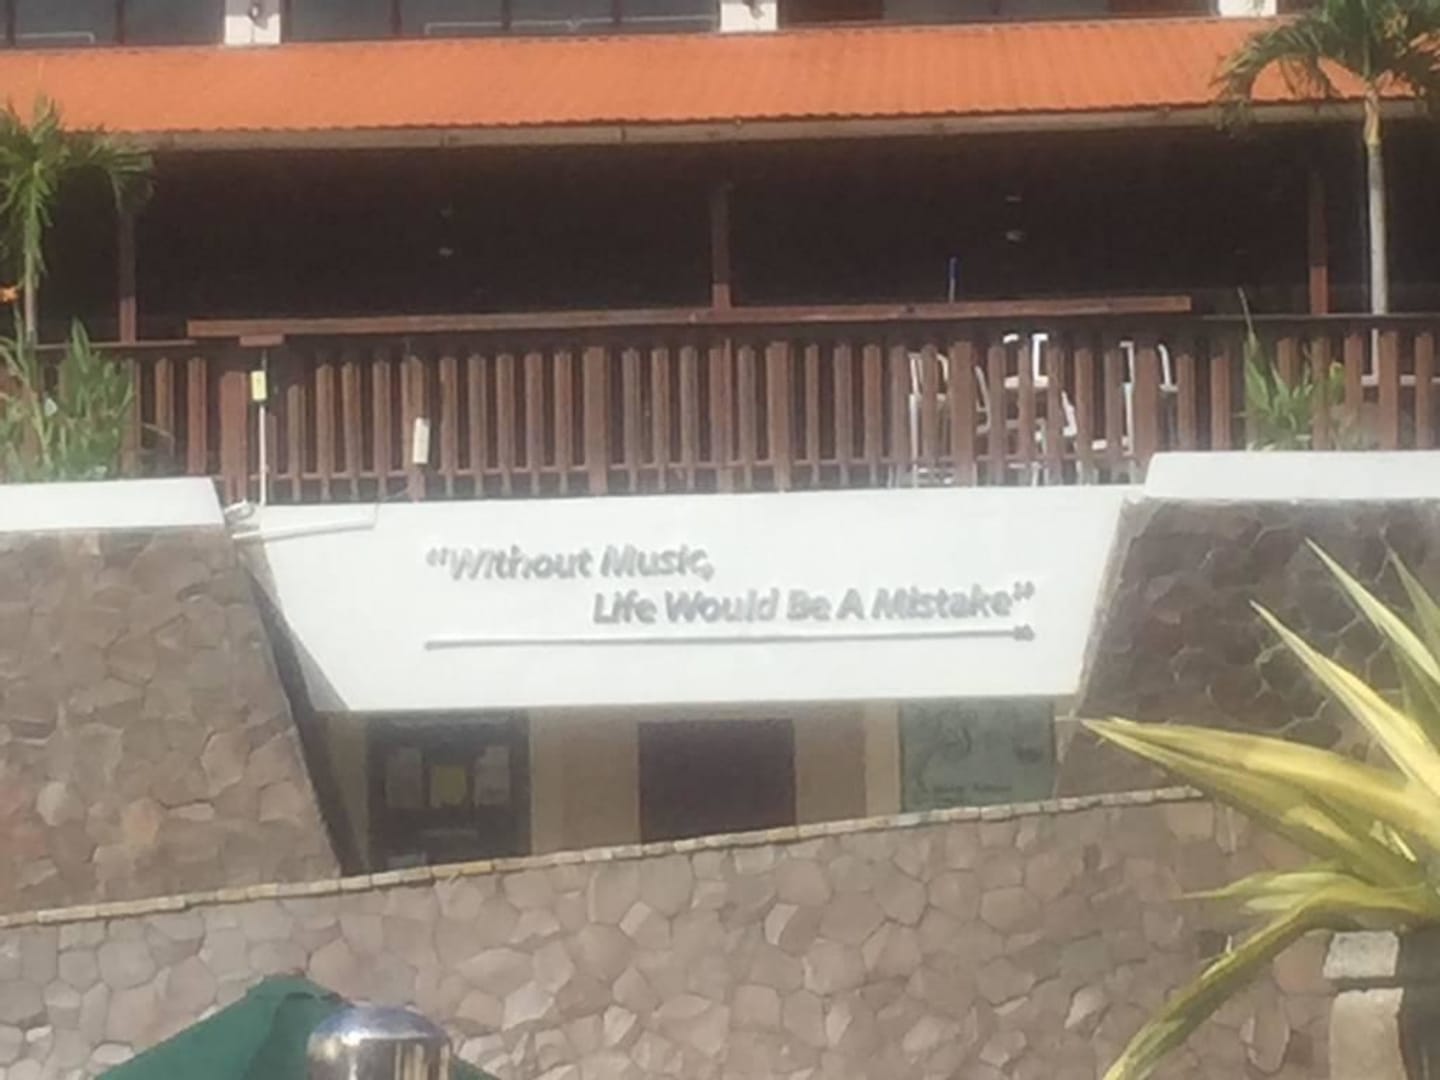 “Without Music,
Life Would Be A Mistake”